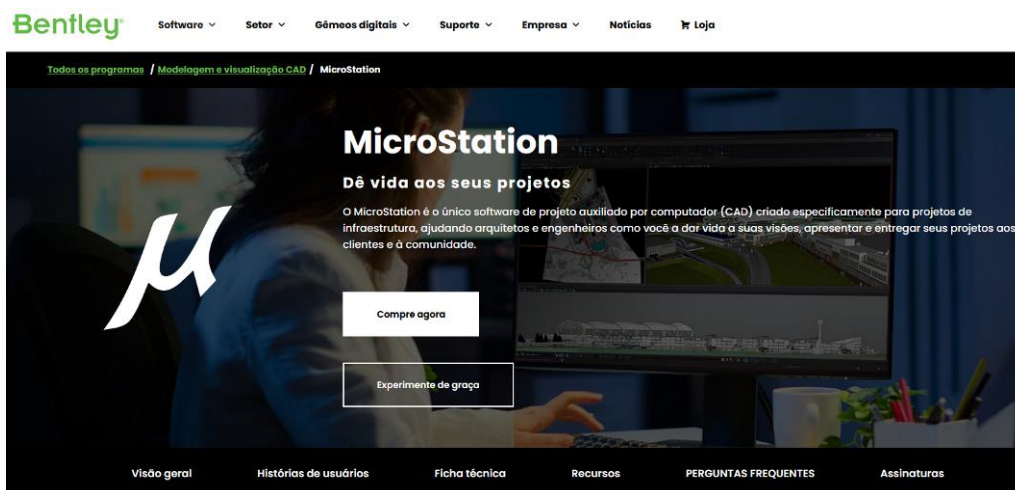 Bentley Software Setor Gêmeos digitais Suporte Empresa Notícias Loja
Todos os programas / Modelagem e visualização CAD / MicroStation
MicroStation
Dê vida aos seus projetos
O MicroStation é o único software de projeto auxiliado por computador (CAD) criado especificamente para projetos de
infraestrutura, ajudando arquitetos e engenheiros como você a dar vida a suas visões, apresentar e entregar seus projetos aos
clientes e à comunidade.
μ
Compre agora
Experimente de graça
Visão geral Histórias de usuários Ficha técnica Recursos PERGUNTAS FREQUENTES Assinaturas